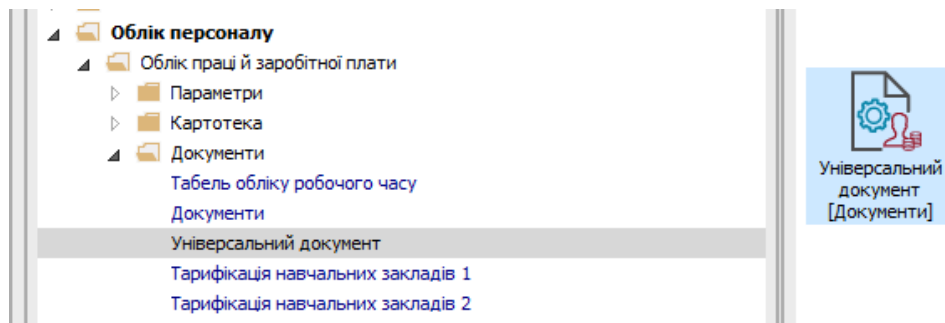 Облік персоналу
Облік праці й заробітної плати
Параметри
Картотека
Документи
Табель обліку робочого часу
Документи
Універсальний документ
Тарифікація навчальних закладів 1
Тарифікація навчальних закладів 2
Універсальний
документ
[Документи]